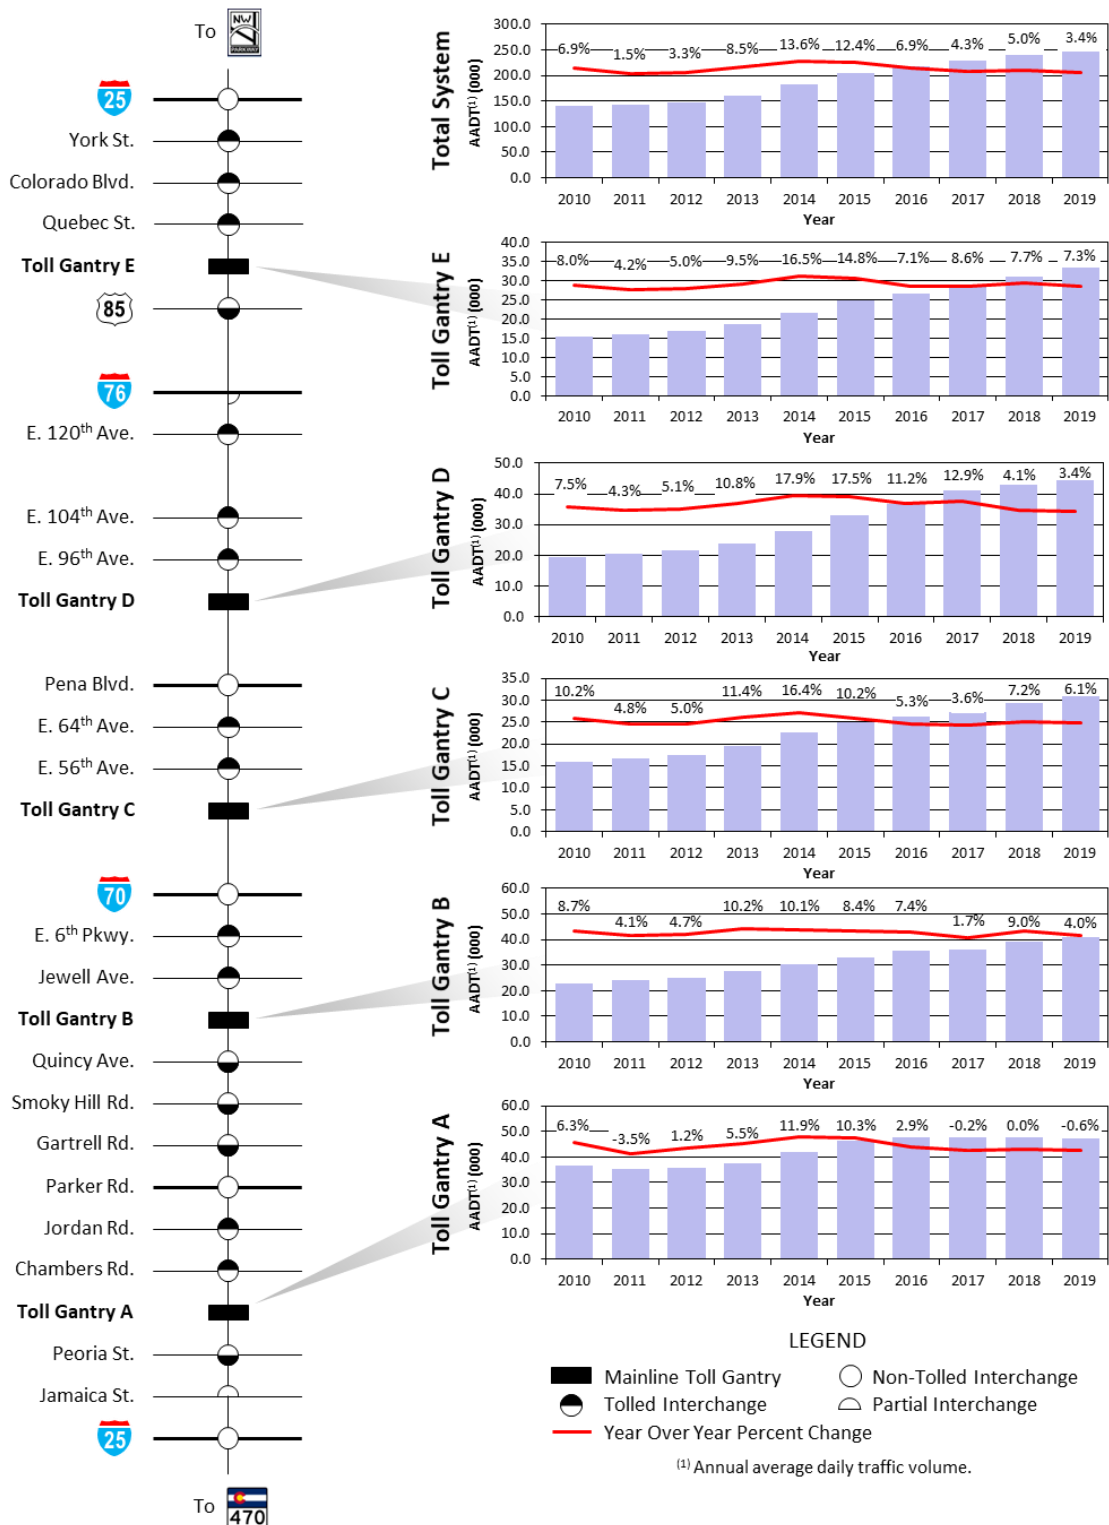 To
NW
PARKWAY
25
York St.
Colorado Blvd.
Quebec St.
Toll Gantry E
85
76
E. 120th Ave.
E. 104th Ave.
E. 96th Ave.
Toll Gantry D
Pena Blvd.
E. 64th Ave.
E. 56th Ave.
Toll Gantry C
70
E. 6th Pkwy.
Jewell Ave.
Toll Gantry B
Quincy Ave.
Smoky Hill Rd.
Gartrell Rd.
Parker Rd.
Jordan Rd.
Chambers Rd.
Toll Gantry A
Peoria St.
Jamaica St.
25
To
470
Total System
AADT(1) (000)
300.0
250.0
200.0
150.0
100.0
50.0
0.0
6.9% 1.5% 3.3% 8.5% 13.6% 12.4% 6.9% 4.3% 5.0% 3.4%
2010 2011 2012 2013 2014 2015 2016 2017 2018 2019
Year
Toll Gantry E
AADT(1) (000)
40.0
35.0
30.0
25.0
20.0
15.0
10.0
5.0
0.0
8.0% 4.2% 5.0% 9.5% 16.5% 14.8% 7.1% 8.6% 7.7% 7.3%
2010 2011 2012 2013 2014 2015 2016 2017 2018 2019
Year
Toll Gantry D
AADT(1) (000)
50.0
40.0
30.0
20.0
10.0
0.0
7.5% 4.3% 5.1% 10.8% 17.9% 17.5% 11.2% 12.9% 4.1% 3.4%
2010 2011 2012 2013 2014 2015 2016 2017 2018 2019
Year
Toll Gantry C
AADT(1) (000)
35.0
30.0
25.0
20.0
15.0
10.0
5.0
0.0
10.2% 4.8% 5.0% 11.4% 16.4% 10.2% 5.3% 3.6% 7.2% 6.1%
2010 2011 2012 2013 2014 2015 2016 2017 2018 2019
Year
Toll Gantry B
AADT(1) (000)
60.0
50.0
40.0
30.0
20.0
10.0
0.0
8.7% 4.1% 4.7% 10.2% 10.1% 8.4% 7.4% 1.7% 9.0% 4.0%
2010 2011 2012 2013 2014 2015 2016 2017 2018 2019
Year
Toll Gantry A
AADT(1) (000)
60.0
50.0
40.0
30.0
20.0
10.0
0.0
6.3% -3.5% 1.2% 5.5% 11.9% 10.3% 2.9% -0.2% 0.0% -0.6%
2010 2011 2012 2013 2014 2015 2016 2017 2018 2019
Year
LEGEND
Mainline Toll Gantry
Non-Tolled Interchange
Tolled Interchange
Partial Interchange
Year Over Year Percent Change
(1) Annual average daily traffic volume.